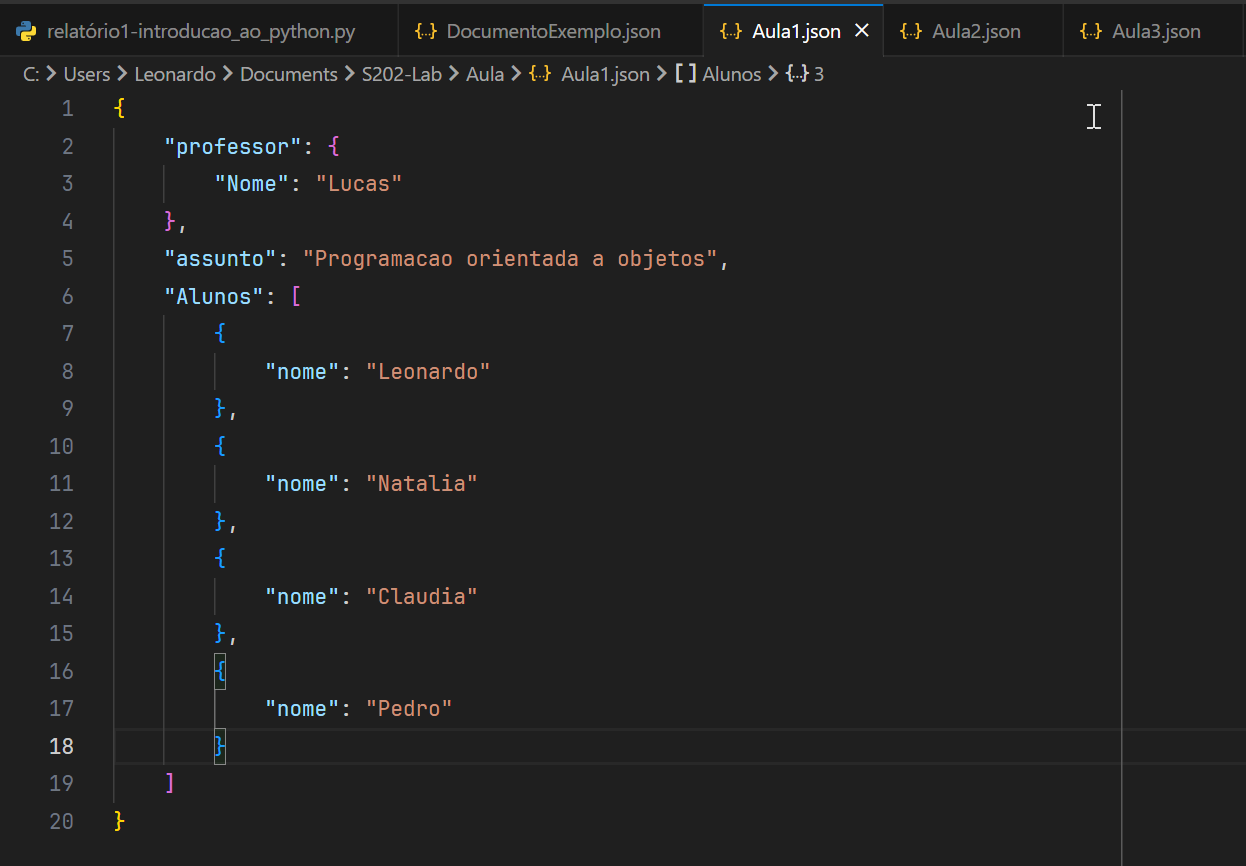 relatório1-introducao_ao_python.py {..} DocumentoExemplo.json {..} Aula1.json × {..} Aula2.json {..} Aula3.json
C: > Users > Leonardo > Documents > S202-Lab > Aula > {..} Aula1.json > [ ] Alunos > {..} 3
1 {
2 "professor": {
3 "Nome": "Lucas"
4 },
5 "assunto": "Programacao orientada a objetos",
6 "Alunos": [
7 {
8 "nome": "Leonardo"
9 },
10 {
11 "nome": "Natalia"
12 },
13 {
14 "nome": "Claudia"
15 },
16 {
17 "nome": "Pedro"
18 }
19 ]
20 }